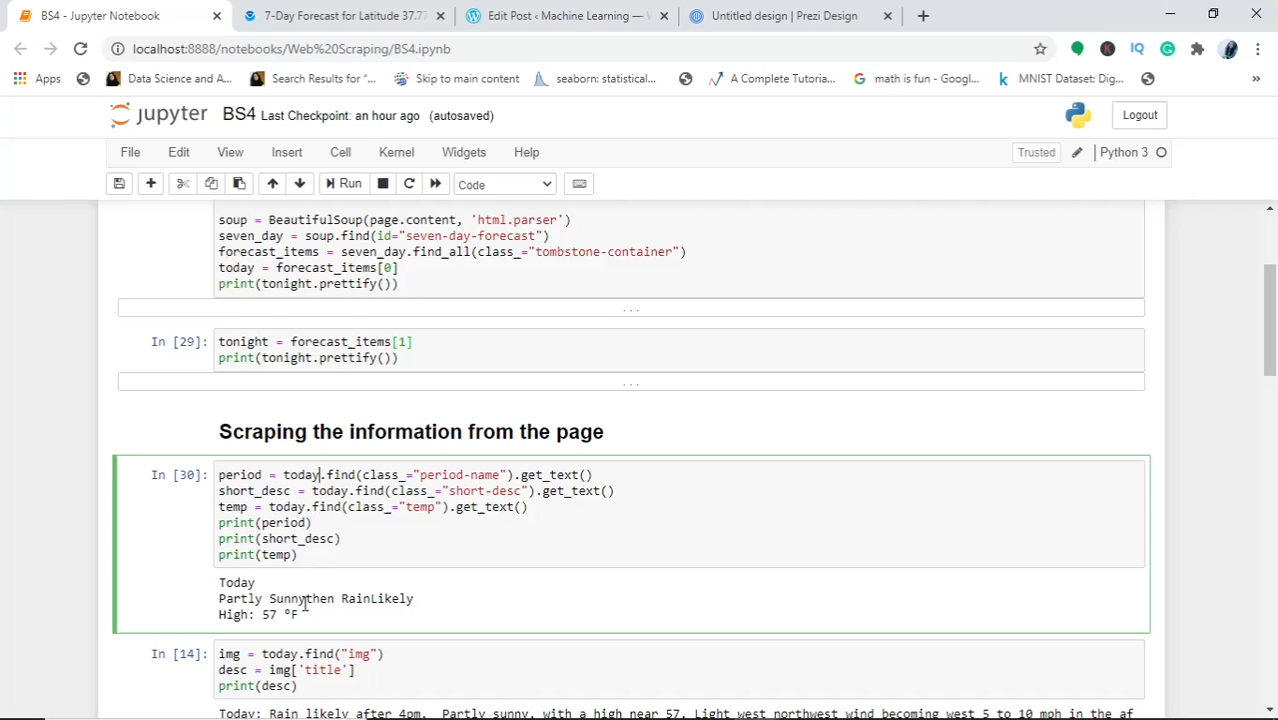 BS4 - Jupyter Notebook
7-Day Forecast for Latitude 37.77
Edit Post ‹ Machine Learning —
Untitled design | Prezi Design
localhost:8888/notebooks/Web%20Scraping/BS4.ipynb
IQ
Apps
Data Science and A...
Search Results for "...
Skip to main content
seaborn: statistical...
A Complete Tutoria...
math is fun - Googl...
MNIST Dataset: Dig...
»
jupyter BS4 Last Checkpoint: an hour ago (autosaved)
Logout
File Edit View Insert Cell Kernel Widgets Help
Trusted
Python 3
Run
Code
soup = BeautifulSoup(page.content, 'html.parser')
seven_day = soup.find(id="seven-day-forecast")
forecast_items = seven_day.find_all(class_="tombstone-container")
today = forecast_items[0]
print(tonight.prettify())
...
In [29]: tonight = forecast_items[1]
print(tonight.prettify())
...
Scraping the information from the page
In [30]: period = today.find(class_="period-name").get_text()
short_desc = today.find(class_="short-desc").get_text()
temp = today.find(class_="temp").get_text()
print(period)
print(short_desc)
print(temp)
Today
Partly Sunnythen RainLikely
High: 57 °F
In [14]: img = today.find("img")
desc = img['title']
print(desc)
Today: Rain likely after 4pm. Partly sunny, with a high near 57. Light west northwest wind becoming west 5 to 10 mph in the af